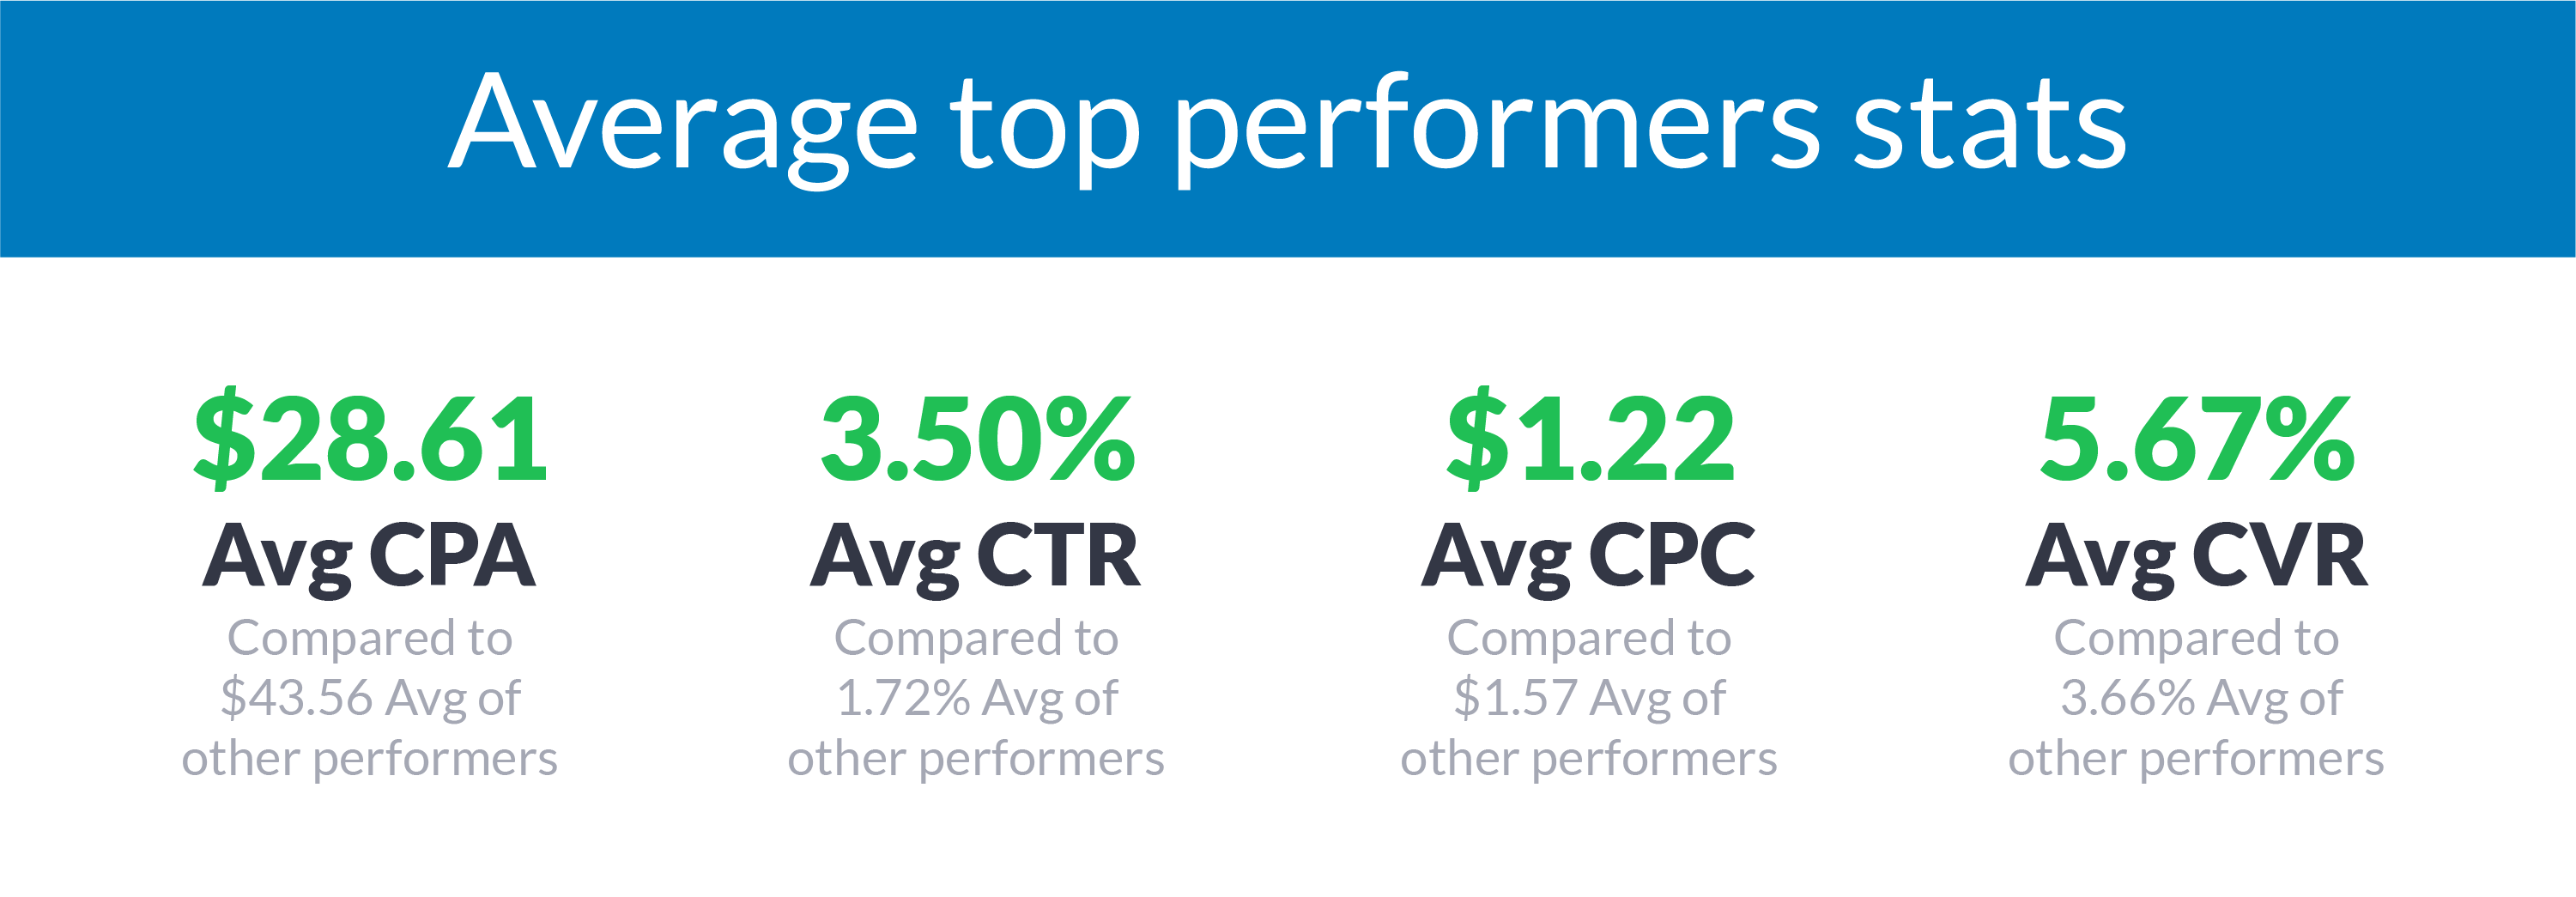 Average top performers stats
$28.61
Avg CPA
Compared to
$43.56 Avg of
other performers
3.50%
Avg CTR
Compared to
1.72% Avg of
other performers
$1.22
Avg CPC
Compared to
$1.57 Avg of
other performers
5.67%
Avg CVR
Compared to
3.66% Avg of
other performers